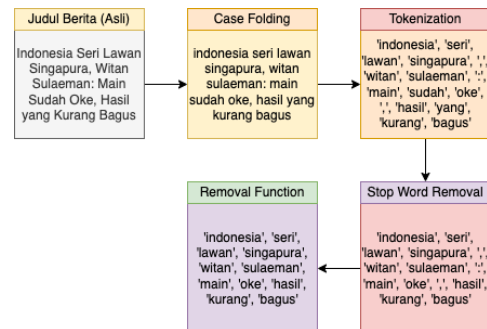 Judul Berita (Asli)
Indonesia Seri Lawan
Singapura, Witan
Sulaeman: Main
Sudah Oke, Hasil
yang Kurang Bagus
Case Folding
indonesia seri lawan
singapura, witan
sulaeman: main
sudah oke, hasil yang
kurang bagus
Tokenization
'indonesia', 'seri',
'lawan', 'singapura', ',',
'witan', 'sulaeman', ':',
'main', 'sudah', 'oke',
',', 'hasil', 'yang',
'kurang', 'bagus'
Stop Word Removal
'indonesia', 'seri',
'lawan', 'singapura', ',',
'witan', 'sulaeman', ':',
'main', 'oke', ',', 'hasil',
'kurang', 'bagus'
Removal Function
'indonesia', 'seri',
'lawan', 'singapura',
'witan', 'sulaeman',
'main', 'oke', 'hasil',
'kurang', 'bagus'